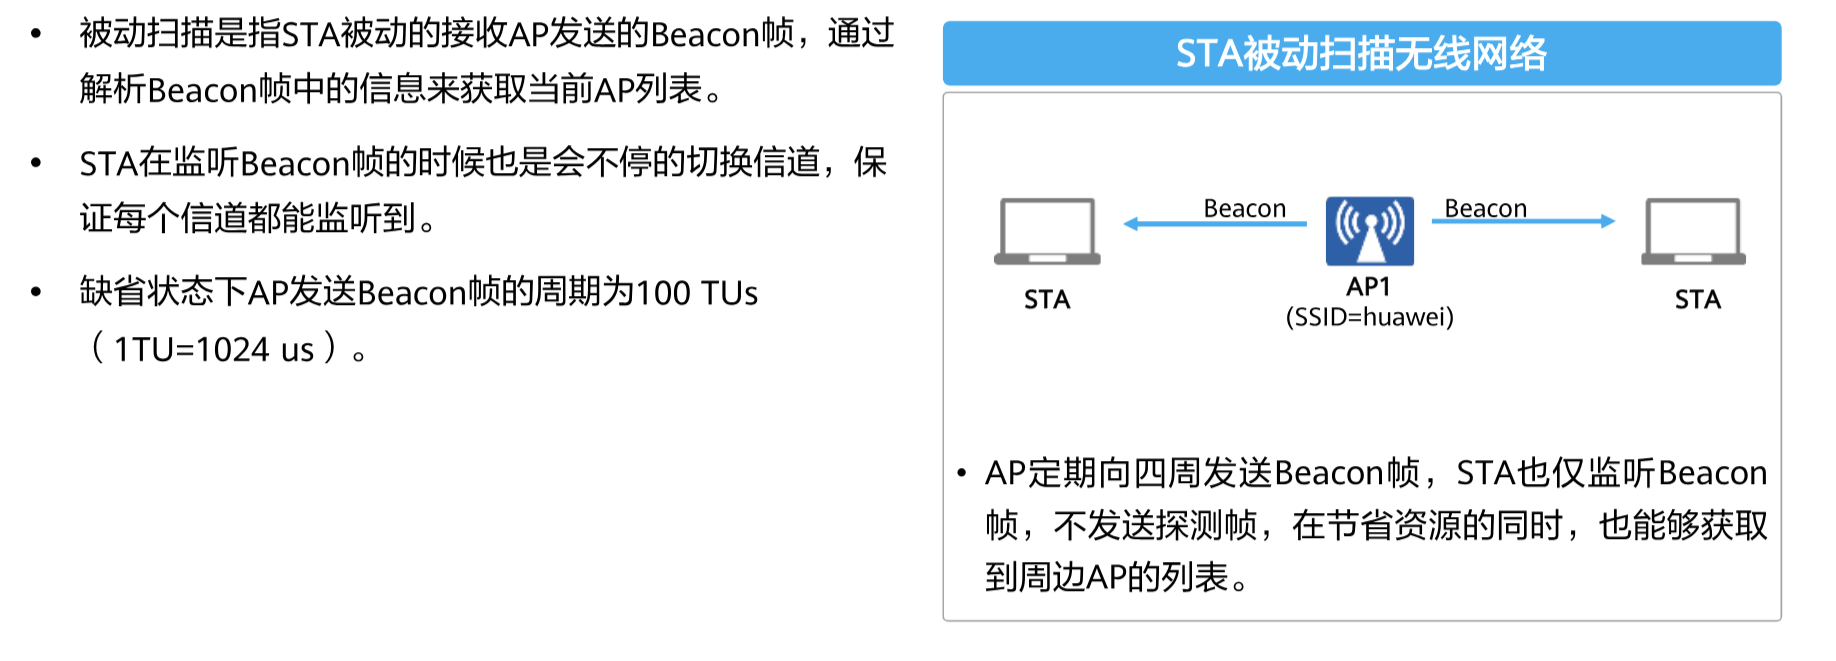 • 被动扫描是指STA被动的接收AP发送的Beacon帧，通过
解析Beacon帧中的信息来获取当前AP列表。
• STA在监听Beacon帧的时候也是会不停的切换信道，保
证每个信道都能监听到。
• 缺省状态下AP发送Beacon帧的周期为100 TUs
（1TU=1024 us）。
STA被动扫描无线网络
Beacon
Beacon
STA
AP1
(SSID=huawei)
STA
• AP定期向四周发送Beacon帧，STA也仅监听Beacon
帧，不发送探测帧，在节省资源的同时，也能够获取
到周边AP的列表。